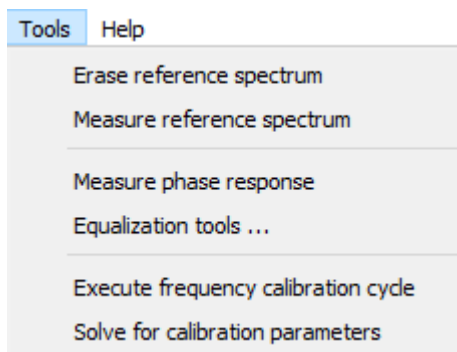 Tools Help
Erase reference spectrum
Measure reference spectrum
Measure phase response
Equalization tools ...
Execute frequency calibration cycle
Solve for calibration parameters